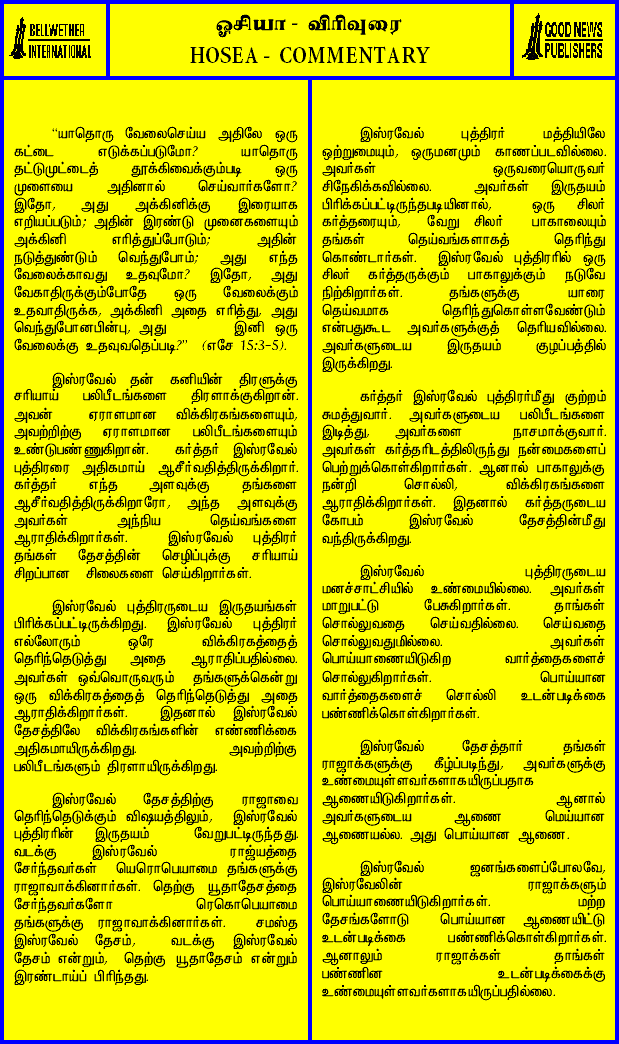 BELLWETHER
INTERNATIONAL
ஓசியா - விரிவுரை
HOSEA - COMMENTARY
GOOD NEWS
PUBLISHERS
“யாதொரு வேலைசெய்ய அதிலே ஒரு
கட்டை எடுக்கப்படுமோ? யாதொரு
தட்டுமுட்டைத் தூக்கிவைக்கும்படி ஒரு
முளையை அதினால் செய்வார்களோ?
இதோ, அது அக்கினிக்கு இரையாக
எறியப்படும்; அதின் இரண்டு முனைகளையும்
அக்கினி எரித்துப்போடும்; அதின்
நடுத்துண்டும் வெந்துபோம்; அது எந்த
வேலைக்காவது உதவுமோ? இதோ, அது
வேகாதிருக்கும்போதே ஒரு வேலைக்கும்
உதவாதிருக்க, அக்கினி அதை எரித்து, அது
வெந்துபோனபின்பு, அது இனி ஒரு
வேலைக்கு உதவுவதெப்படி?” (எசே 15:3-5).
இஸ்ரவேல் தன் கனியின் திரளுக்கு
சரியாய் பலிபீடங்களை திரளாக்குகிறான்.
அவன் ஏராளமான விக்கிரகங்களையும்,
அவற்றிற்கு ஏராளமான பலிபீடங்களையும்
உண்டுபண்ணுகிறான். கர்த்தர் இஸ்ரவேல்
புத்திரரை அதிகமாய் ஆசீர்வதித்திருக்கிறார்.
கர்த்தர் எந்த அளவுக்கு தங்களை
ஆசீர்வதித்திருக்கிறாரோ, அந்த அளவுக்கு
அவர்கள் அந்நிய தெய்வங்களை
ஆராதிக்கிறார்கள். இஸ்ரவேல் புத்திரர்
தங்கள் தேசத்தின் செழிப்புக்கு சரியாய்
சிறப்பான சிலைகளை செய்கிறார்கள்.
இஸ்ரவேல் புத்திரருடைய இருதயங்கள்
பிரிக்கப்பட்டிருக்கிறது. இஸ்ரவேல் புத்திரர்
எல்லோரும் ஒரே விக்கிரகத்தைத்
தெரிந்தெடுத்து அதை ஆராதிப்பதில்லை.
அவர்கள் ஒவ்வொருவரும் தங்களுக்கென்று
ஒரு விக்கிரகத்தைத் தெரிந்தெடுத்து அதை
ஆராதிக்கிறார்கள். இதனால் இஸ்ரவேல்
தேசத்திலே விக்கிரகங்களின் எண்ணிக்கை
அதிகமாயிருக்கிறது. அவற்றிற்கு
பலிபீடங்களும் திரளாயிருக்கிறது.
இஸ்ரவேல் தேசத்திற்கு ராஜாவை
தெரிந்தெடுக்கும் விஷயத்திலும், இஸ்ரவேல்
புத்திரரின் இருதயம் வேறுபட்டிருந்தது.
வடக்கு இஸ்ரவேல் ராஜ்யத்தை
சேர்ந்தவர்கள் யெரொபெயாமை தங்களுக்கு
ராஜாவாக்கினார்கள். தெற்கு யூதாதேசத்தை
சேர்ந்தவர்களோ ரெகொபெயாமை
தங்களுக்கு ராஜாவாக்கினார்கள். சமஸ்த
இஸ்ரவேல் தேசம், வடக்கு இஸ்ரவேல்
தேசம் என்றும், தெற்கு யூதாதேசம் என்றும்
இரண்டாய்ப் பிரிந்தது.
இஸ்ரவேல் புத்திரர் மத்தியிலே
ஒற்றுமையும், ஒருமனமும் காணப்படவில்லை.
அவர்கள் ஒருவரையொருவர்
சிநேகிக்கவில்லை. அவர்கள் இருதயம்
பிரிக்கப்பட்டிருந்தபடியினால், ஒரு சிலர்
கர்த்தரையும், வேறு சிலர் பாகாலையும்
தங்கள் தெய்வங்களாகத் தெரிந்து
கொண்டார்கள். இஸ்ரவேல் புத்திரரில் ஒரு
சிலர் கர்த்தருக்கும் பாகாலுக்கும் நடுவே
நிற்கிறார்கள். தங்களுக்கு யாரை
தெய்வமாக தெரிந்துகொள்ளவேண்டும்
என்பதுகூட அவர்களுக்குத் தெரியவில்லை.
அவர்களுடைய இருதயம் குழப்பத்தில்
இருக்கிறது.
கர்த்தர் இஸ்ரவேல் புத்திரர்மீது குற்றம்
சுமத்துவார். அவர்களுடைய பலிபீடங்களை
இடித்து, அவர்களை நாசமாக்குவார்.
அவர்கள் கர்த்தரிடத்திலிருந்து நன்மைகளைப்
பெற்றுக்கொள்கிறார்கள். ஆனால் பாகாலுக்கு
நன்றி சொல்லி, விக்கிரகங்களை
ஆராதிக்கிறார்கள். இதனால் கர்த்தருடைய
கோபம் இஸ்ரவேல் தேசத்தின்மீது
வந்திருக்கிறது.
இஸ்ரவேல் புத்திரருடைய
மனச்சாட்சியில் உண்மையில்லை. அவர்கள்
மாறுபட்டு பேசுகிறார்கள். தாங்கள்
சொல்லுவதை செய்வதில்லை. செய்வதை
சொல்லுவதுமில்லை. அவர்கள்
பொய்யாணையிடுகிற வார்த்தைகளைச்
சொல்லுகிறார்கள். பொய்யான
வார்த்தைகளைச் சொல்லி உடன்படிக்கை
பண்ணிக்கொள்கிறார்கள்.
இஸ்ரவேல் தேசத்தார் தங்கள்
ராஜாக்களுக்கு கீழ்ப்படிந்து, அவர்களுக்கு
உண்மையுள்ளவர்களாகயிருப்பதாக
ஆணையிடுகிறார்கள். ஆனால்
அவர்களுடைய ஆணை மெய்யான
ஆணையல்ல. அது பொய்யான ஆணை.
இஸ்ரவேல் ஜனங்களைப்போலவே,
இஸ்ரவேலின் ராஜாக்களும்
பொய்யாணையிடுகிறார்கள். மற்ற
தேசங்களோடு பொய்யான ஆணையிட்டு
உடன்படிக்கை பண்ணிக்கொள்கிறார்கள்.
ஆனாலும் ராஜாக்கள் தாங்கள்
பண்ணின உடன்படிக்கைக்கு
உண்மையுள்ளவர்களாகயிருப்பதில்லை.